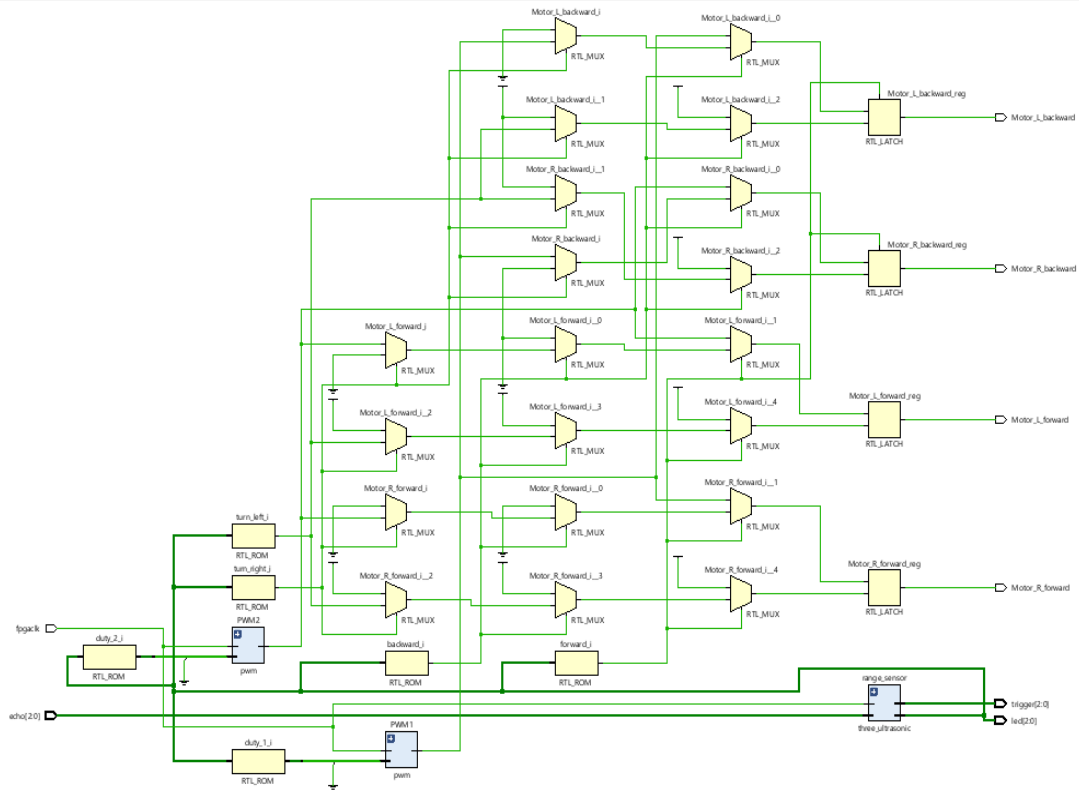 Motor_L_backward_i
RTL_MUX
Motor_L_backward_i__0
RTL_MUX
Motor_L_backward_reg
RTL_LATCH
Motor_L_backward
Motor_L_backward_i__1
RTL_MUX
Motor_L_backward_i__2
RTL_MUX
Motor_R_backward_i__1
RTL_MUX
Motor_R_backward_i__0
RTL_MUX
Motor_R_backward_i
RTL_MUX
Motor_R_backward_i__2
RTL_MUX
Motor_R_backward_reg
RTL_LATCH
Motor_R_backward
Motor_L_forward_i
RTL_MUX
Motor_L_forward_i__0
RTL_MUX
Motor_L_forward_i__1
RTL_MUX
Motor_L_forward_i__2
RTL_MUX
Motor_L_forward_i__3
RTL_MUX
Motor_L_forward_i__4
RTL_MUX
Motor_L_forward_reg
RTL_LATCH
Motor_L_forward
Motor_R_forward_i
RTL_MUX
Motor_R_forward_i__0
RTL_MUX
Motor_R_forward_i__1
RTL_MUX
turn_left_i
RTL_ROM
turn_right_i
RTL_ROM
Motor_R_forward_i__2
RTL_MUX
Motor_R_forward_i__3
RTL_MUX
Motor_R_forward_i__4
RTL_MUX
Motor_R_forward_reg
RTL_LATCH
Motor_R_forward
fpgaclk
duty_2_i
RTL_ROM
PWM2
pwm
backward_i
RTL_ROM
forward_i
RTL_ROM
echo[2:0]
range_sensor
three_ultrasonic
trigger[2:0]
led[2:0]
duty_1_i
RTL_ROM
PWM1
pwm